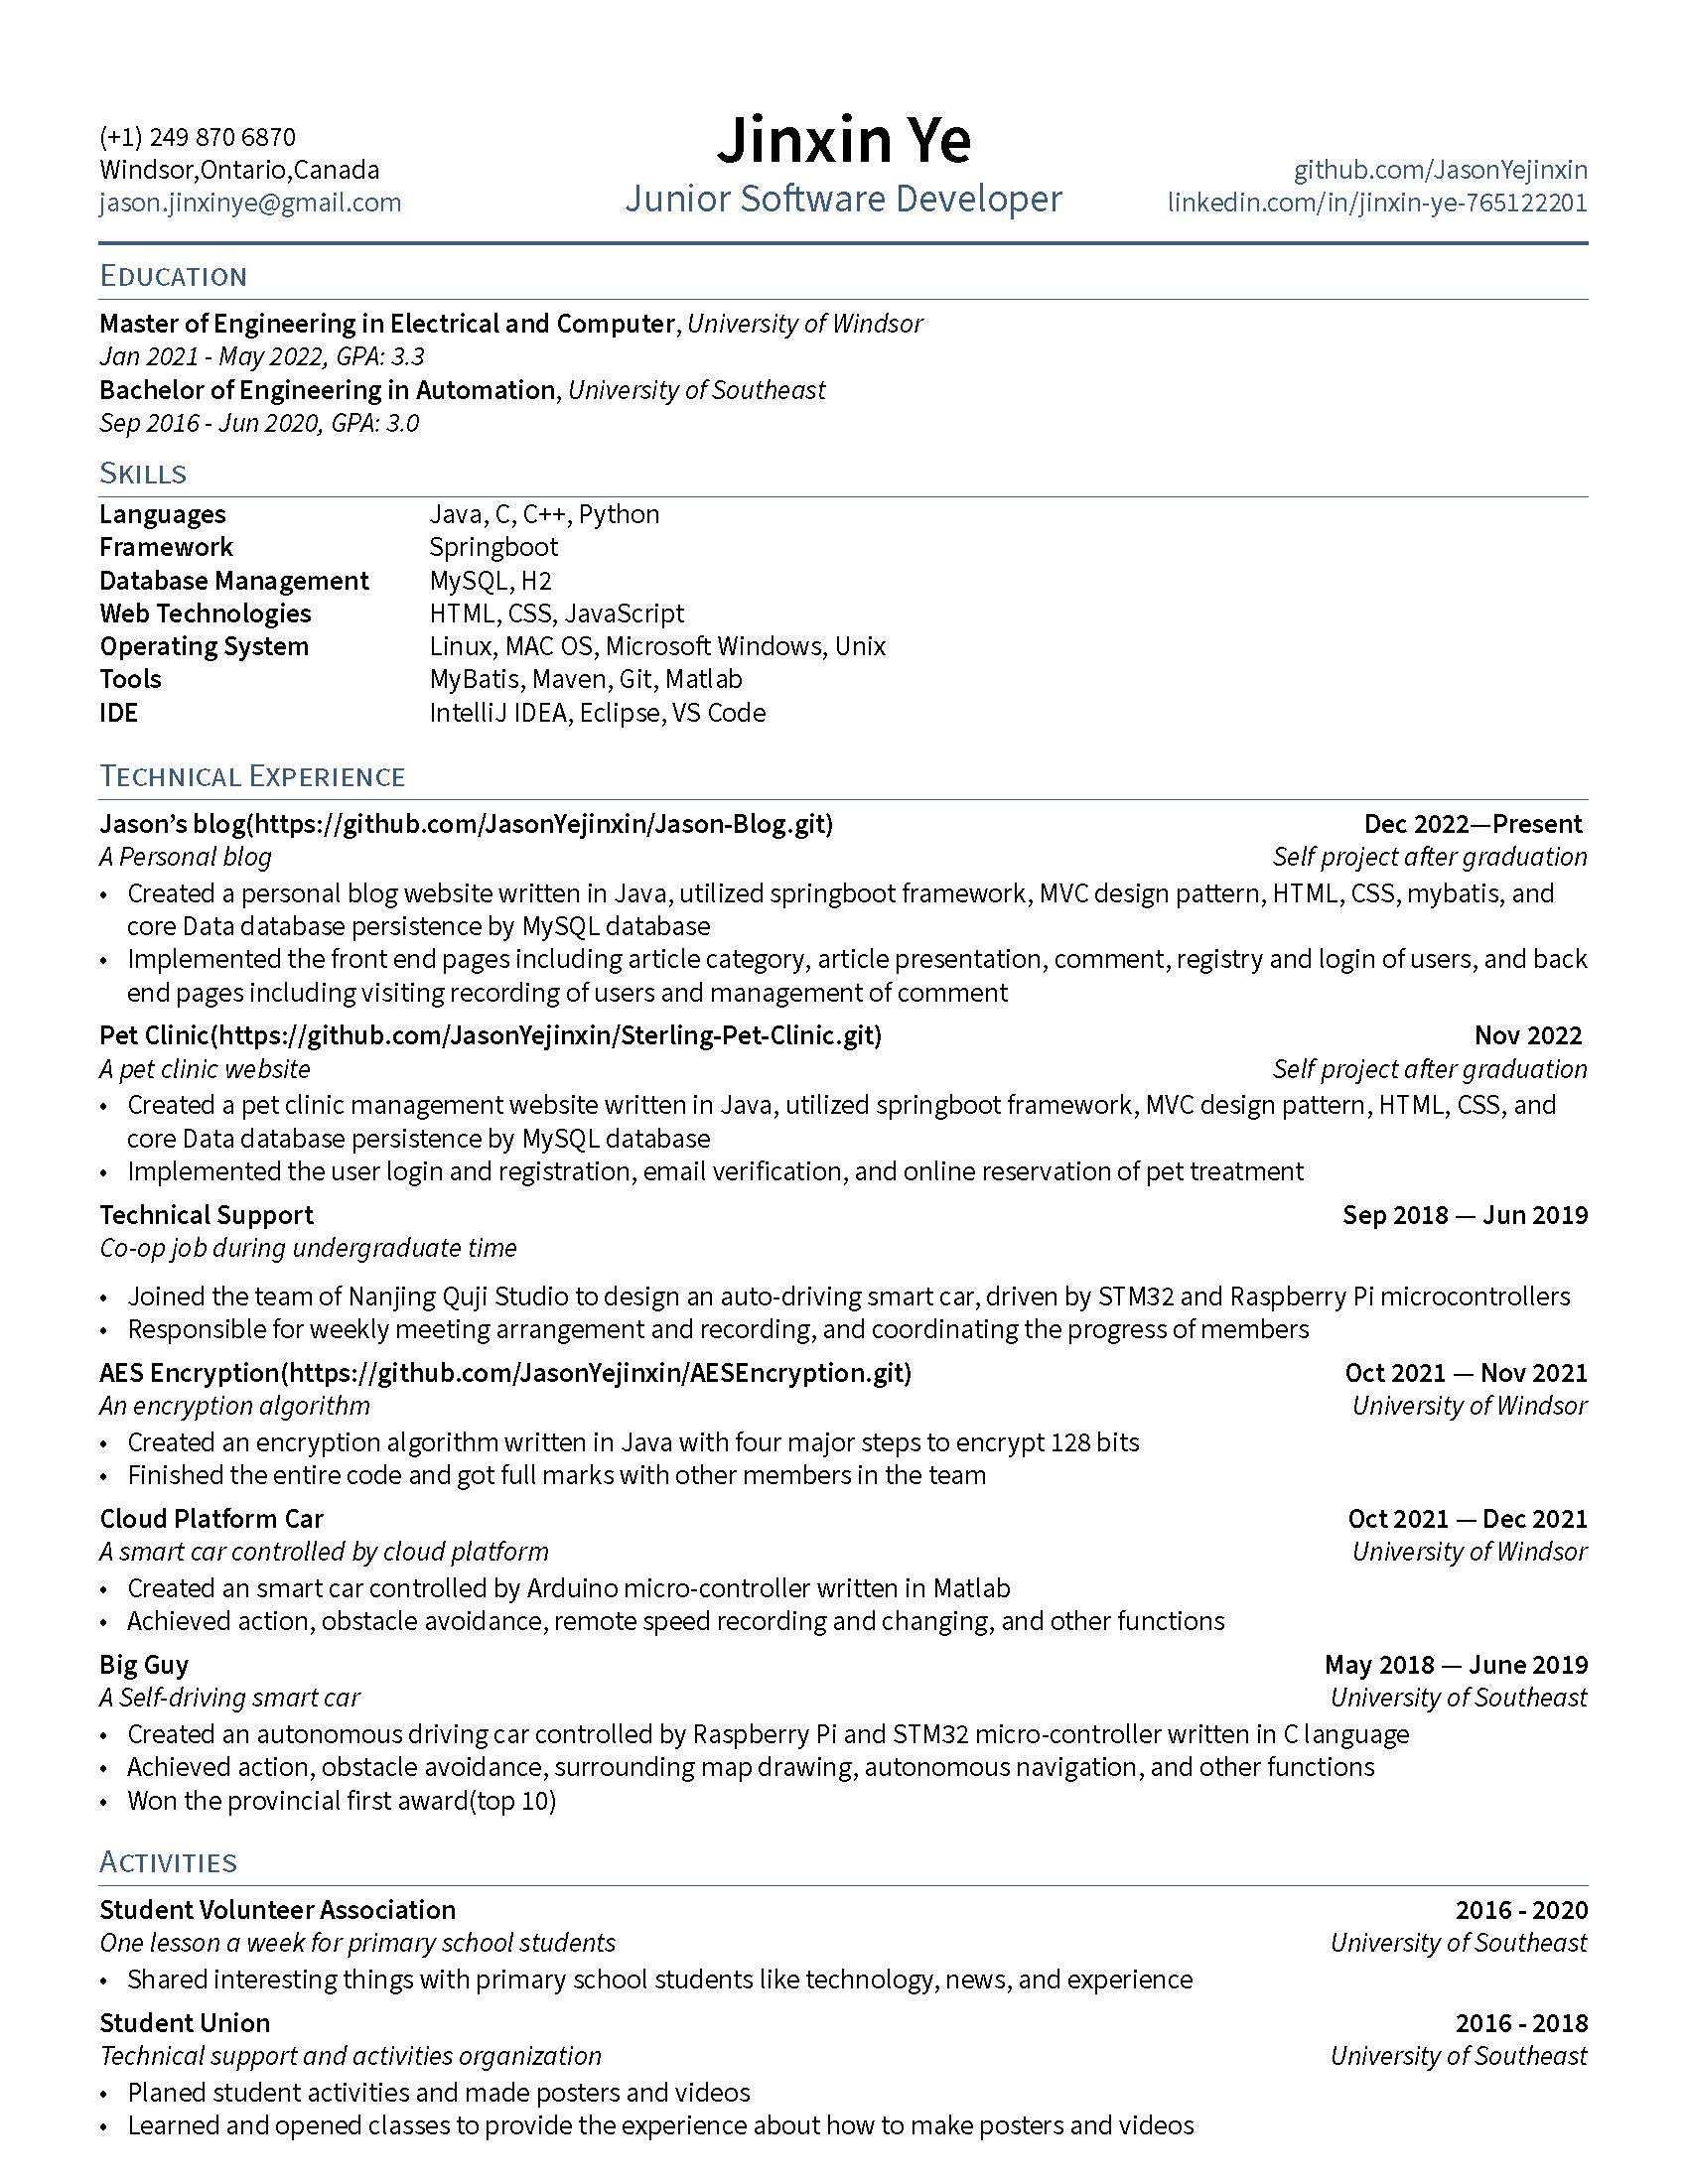 (+1) 249 870 6870
Windsor,Ontario,Canada
jason.jinxinye@gmail.com
Jinxin Ye
Junior Software Developer
github.com/JasonYejinxin
linkedin.com/in/jinxin-ye-765122201
EDUCATION
Master of Engineering in Electrical and Computer, University of Windsor
Jan 2021 - May 2022, GPA: 3.3
Bachelor of Engineering in Automation, University of Southeast
Sep 2016 - Jun 2020, GPA: 3.0
SKILLS
Languages Java, C, C++, Python
Framework Springboot
Database Management MySQL, H2
Web Technologies HTML, CSS, JavaScript
Operating System Linux, MAC OS, Microsoft Windows, Unix
Tools MyBatis, Maven, Git, Matlab
IDE IntelliJ IDEA, Eclipse, VS Code
TECHNICAL EXPERIENCE
Jason’s blog(https://github.com/JasonYejinxin/Jason-Blog.git) Dec 2022—Present
A Personal blog Self project after graduation
• Created a personal blog website written in Java, utilized springboot framework, MVC design pattern, HTML, CSS, mybatis, and
core Data database persistence by MySQL database
• Implemented the front end pages including article category, article presentation, comment, registry and login of users, and back
end pages including visiting recording of users and management of comment
Pet Clinic(https://github.com/JasonYejinxin/Sterling-Pet-Clinic.git) Nov 2022
A pet clinic website Self project after graduation
• Created a pet clinic management website written in Java, utilized springboot framework, MVC design pattern, HTML, CSS, and
core Data database persistence by MySQL database
• Implemented the user login and registration, email verification, and online reservation of pet treatment
Technical Support Sep 2018 — Jun 2019
Co-op job during undergraduate time
• Joined the team of Nanjing Quji Studio to design an auto-driving smart car, driven by STM32 and Raspberry Pi microcontrollers
• Responsible for weekly meeting arrangement and recording, and coordinating the progress of members
AES Encryption(https://github.com/JasonYejinxin/AESEncryption.git) Oct 2021 — Nov 2021
An encryption algorithm University of Windsor
• Created an encryption algorithm written in Java with four major steps to encrypt 128 bits
• Finished the entire code and got full marks with other members in the team
Cloud Platform Car Oct 2021 — Dec 2021
A smart car controlled by cloud platform University of Windsor
• Created an smart car controlled by Arduino micro-controller written in Matlab
• Achieved action, obstacle avoidance, remote speed recording and changing, and other functions
Big Guy May 2018 — June 2019
A Self-driving smart car University of Southeast
• Created an autonomous driving car controlled by Raspberry Pi and STM32 micro-controller written in C language
• Achieved action, obstacle avoidance, surrounding map drawing, autonomous navigation, and other functions
• Won the provincial first award(top 10)
ACTIVITIES
Student Volunteer Association 2016 - 2020
One lesson a week for primary school students University of Southeast
• Shared interesting things with primary school students like technology, news, and experience
Student Union 2016 - 2018
Technical support and activities organization University of Southeast
• Planed student activities and made posters and videos
• Learned and opened classes to provide the experience about how to make posters and videos